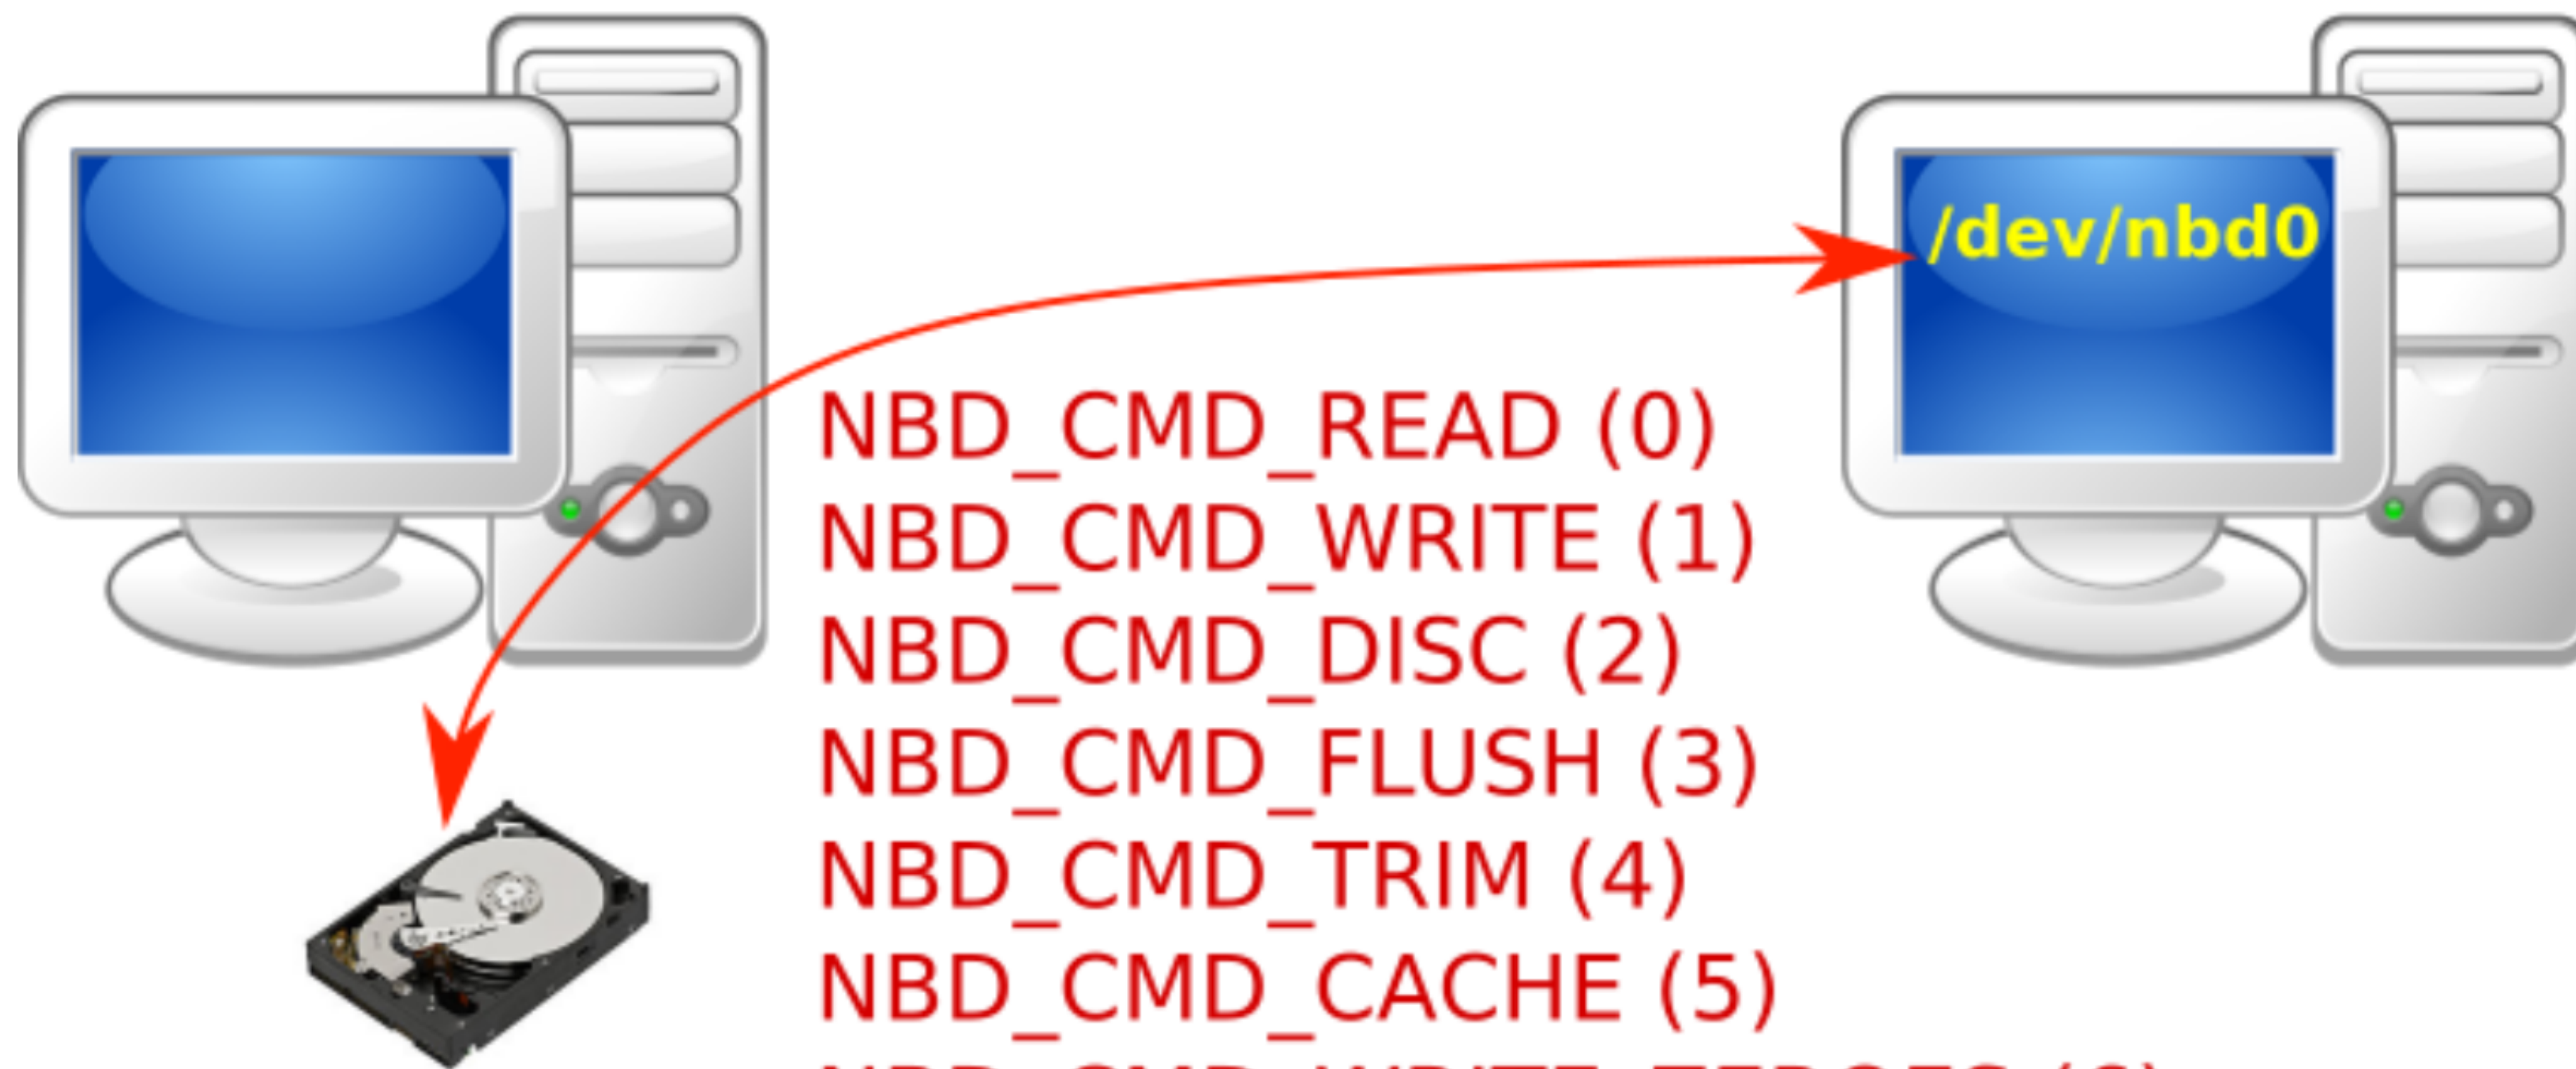 /dev/nbd0
NBD_CMD_READ (0)
NBD_CMD_WRITE (1)
NBD_CMD_DISC (2)
NBD_CMD_FLUSH (3)
NBD_CMD_TRIM (4)
NBD_CMD_CACHE (5)